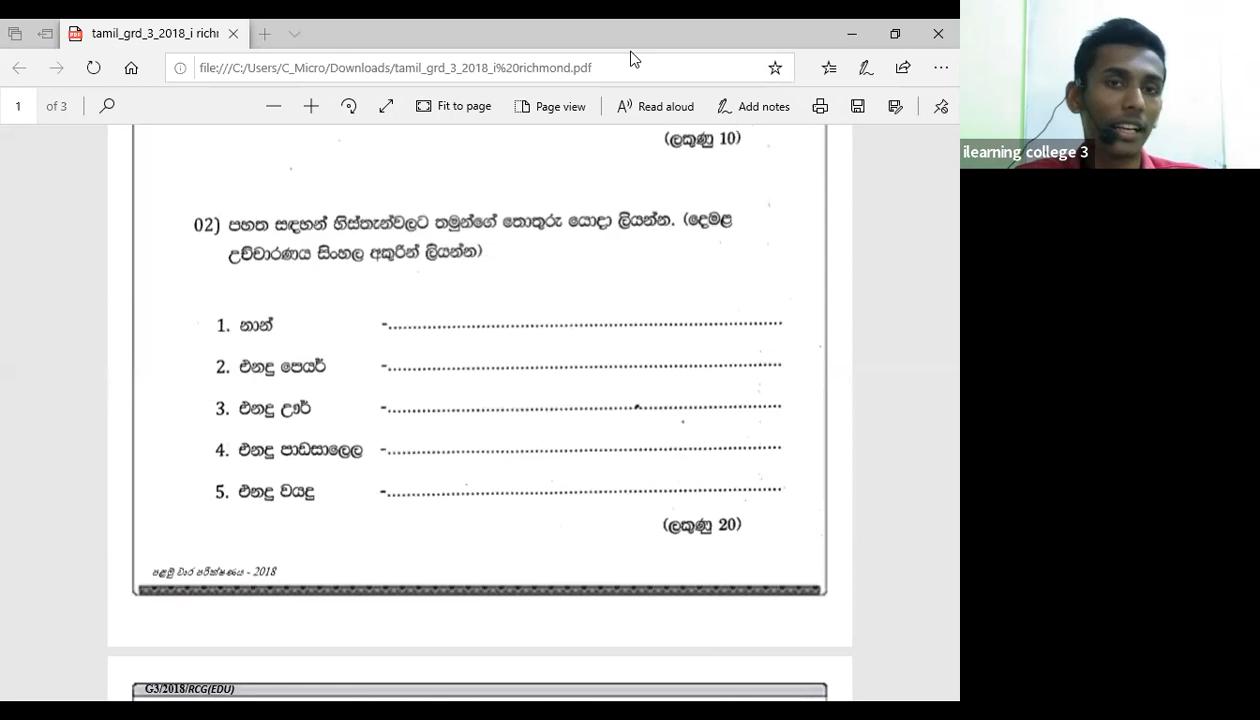 tamil_grd_3_2018_i richr
file:///C:/Users/C_Micro/Downloads/tamil_grd_3_2018_i%20richmond.pdf
1 of 3 Fit to page Page view Read aloud Add notes
ilearning college 3
(ලකුණු 10)
02) පහත සඳහන් හිස්තැන්වලට තමුන්ගේ තොතුරු යොදා ලියන්න. (දෙමළ
උච්චාරණය සිංහල අකුරින් ලියන්න)
1. නාන් -........................................
2. එනදු පෙයර් -........................................
3. එනදු ඌර් -........................................
4. එනදු පාඩසාලෙල -........................................
5. එනදු වයදු -........................................
(ලකුණු 20)
පළමු වාර පරීක්ෂණය - 2018
G3/2018/RCG(EDU)